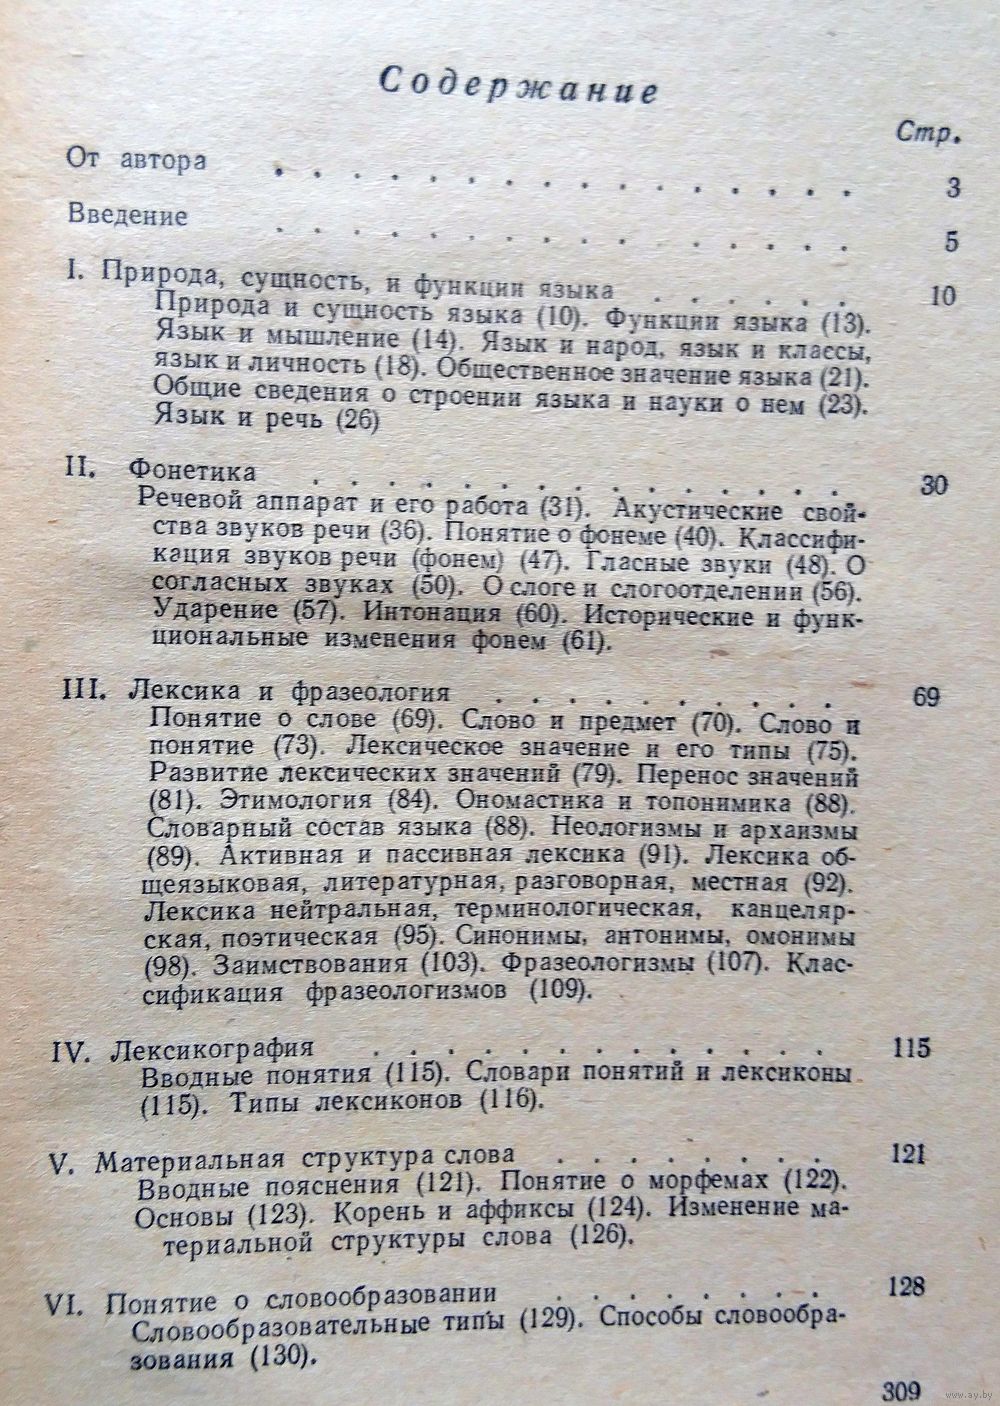 Содержание
Стр.
От автора . . . . . . . . . . . . . . . . 3
Введение . . . . . . . . . . . . . . . 5
I. Природа, сущность, и функции языка . . . . . . 10
Природа и сущность языка (10). Функции языка (13).
Язык и мышление (14). Язык и народ, язык и классы,
язык и личность (18). Общественное значение языка (21).
Общие сведения о строении языка и науки о нем (23).
Язык и речь (26)
II. Фонетика . . . . . . . . . . . . . . . 30
Речевой аппарат и его работа (31). Акустические свой-
ства звуков речи (36). Понятие о фонеме (40). Классифи-
кация звуков речи (фонем) (47). Гласные звуки (48). О
согласных звуках (50). О слоге и слогоотделении (56).
Ударение (57). Интонация (60). Исторические и функ-
циональные изменения фонем (61).
III. Лексика и фразеология . . . . . . . . . . 69
Понятие о слове (69). Слово и предмет (70). Слово и
понятие (73). Лексическое значение и его типы (75).
Развитие лексических значений (79). Перенос значений
(81). Этимология (84). Ономастика и топонимика (88).
Словарный состав языка (88). Неологизмы и архаизмы
(89). Активная и пассивная лексика (91). Лексика об-
щеязыковая, литературная, разговорная, местная (92).
Лексика нейтральная, терминологическая, канцеляр-
ская, поэтическая (95). Синонимы, антонимы, омонимы
(98). Заимствования (103). Фразеологизмы (107). Клас-
сификация фразеологизмов (109).
IV. Лексикография . . . . . . . . . . . . . 115
Вводные понятия (115). Словари понятий и лексиконы
(115). Типы лексиконов (116).
V. Материальная структура слова . . . . . . . . 121
Вводные пояснения (121). Понятие о морфемах (122).
Основы (123). Корень и аффиксы (124). Изменение ма-
териальной структуры слова (126).
VI. Понятие о словообразовании . . . . . . . . 128
Словообразовательные типы (129). Способы словообра-
зования (130).
309
www.ay.by